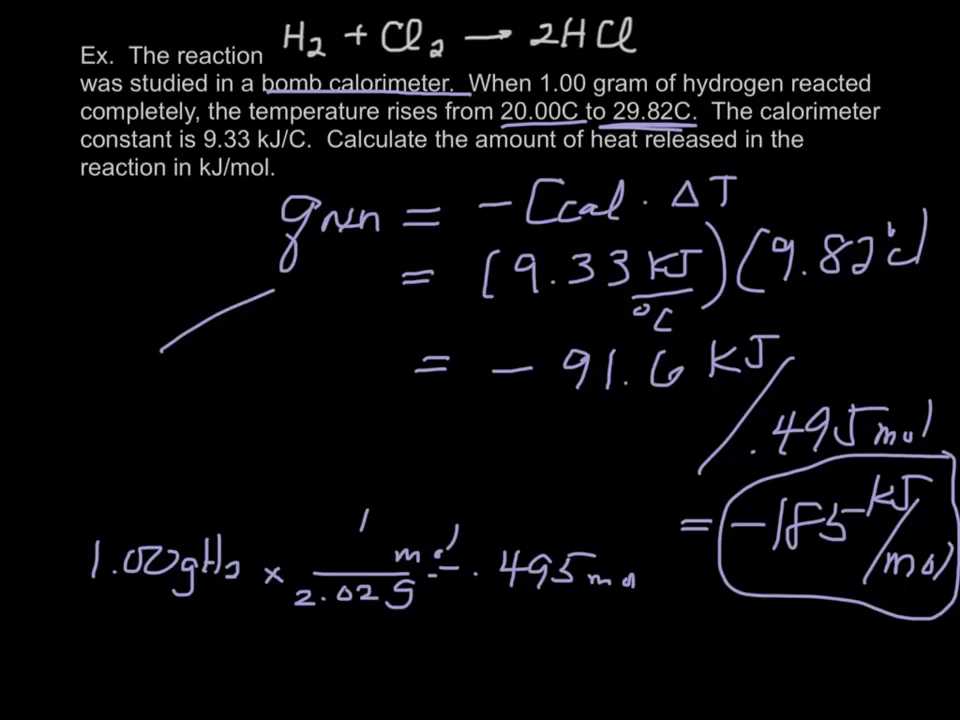 H₂ + Cl₂ → 2HCl
Ex. The reaction
was studied in a bomb calorimeter. When 1.00 gram of hydrogen reacted
completely, the temperature rises from 20.00C to 29.82C. The calorimeter
constant is 9.33 kJ/C. Calculate the amount of heat released in the
reaction in kJ/mol.
qrxn = - Ccal · ΔT
= (9.33 kJ/°C) (9.82°C)
= - 91.6 kJ
/ .495 mol
= -185 kJ/mol
1.00gH₂ × 1 mol/2.02g = .495 mol